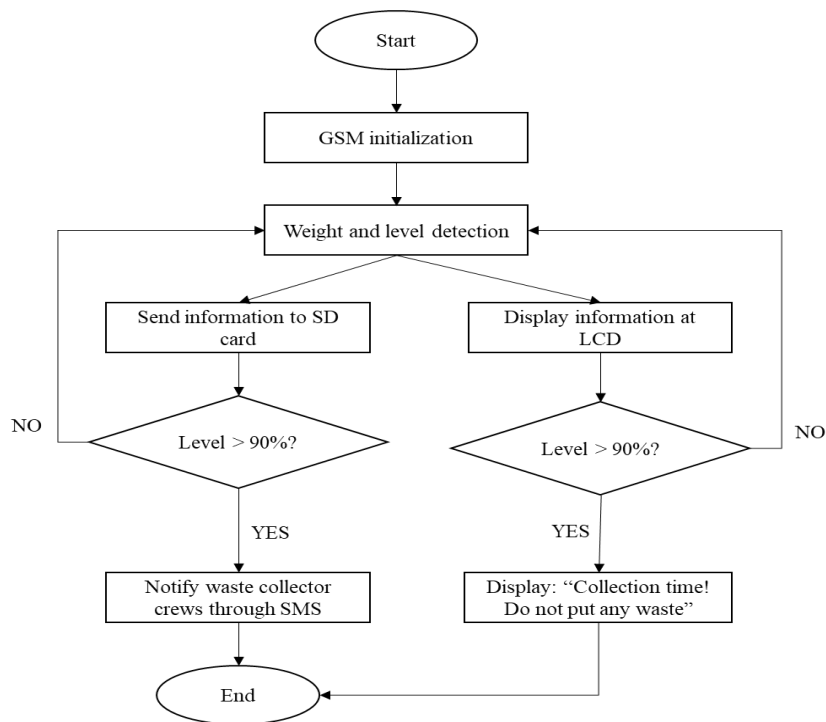 Start
GSM initialization
Weight and level detection
Send information to SD
card
Display information at
LCD
NO
Level > 90%?
Level > 90%?
NO
YES
YES
Notify waste collector
crews through SMS
Display: “Collection time!
Do not put any waste”
End